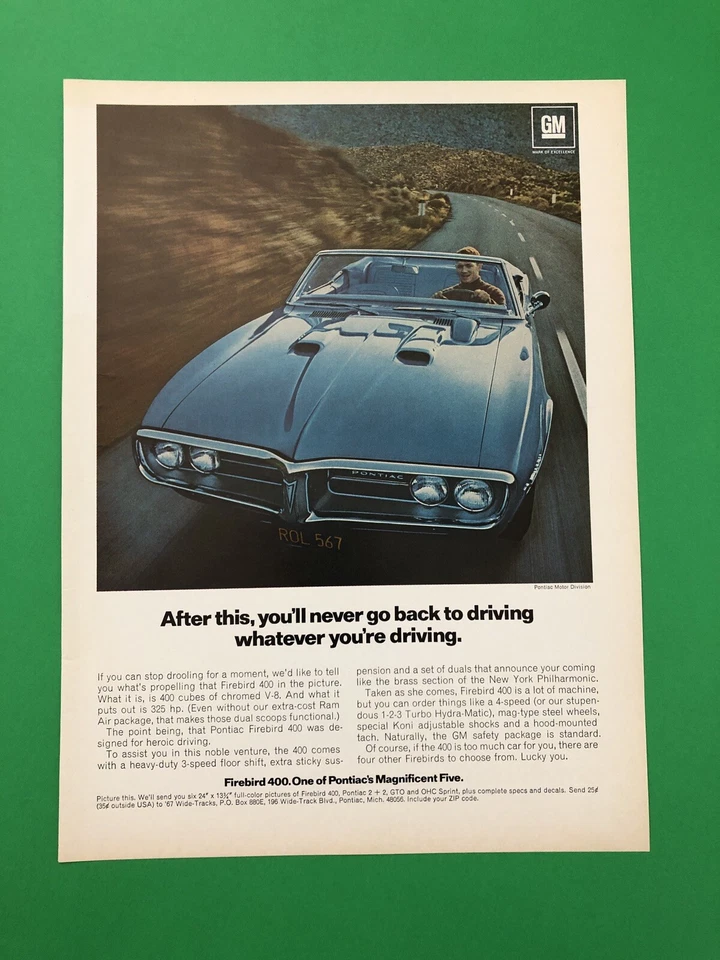 GM
MARK OF EXCELLENCE
PONTIAC
ROL 567
Pontiac Motor Division
After this, you'll never go back to driving
whatever you're driving.
If you can stop drooling for a moment, we'd like to tell
you what's propelling that Firebird 400 in the picture.
What it is, is 400 cubes of chromed V-8. And what it
puts out is 325 hp. (Even without our extra-cost Ram
Air package, that makes those dual scoops functional.)
The point being, that Pontiac Firebird 400 was de-
signed for heroic driving.
To assist you in this noble venture, the 400 comes
with a heavy-duty 3-speed floor shift, extra sticky sus-
pension and a set of duals that announce your coming
like the brass section of the New York Philharmonic.
Taken as she comes, Firebird 400 is a lot of machine,
but you can order things like a 4-speed (or our stupen-
dous 1-2-3 Turbo Hydra-Matic), mag-type steel wheels,
special Koni adjustable shocks and a hood-mounted
tach. Naturally, the GM safety package is standard.
Of course, if the 400 is too much car for you, there are
four other Firebirds to choose from. Lucky you.
Firebird 400. One of Pontiac's Magnificent Five.
Picture this. We'll send you six 24" x 13¾" full-color pictures of Firebird 400, Pontiac 2 + 2, GTO and OHC Sprint, plus complete specs and decals. Send 25¢
(35¢ outside USA) to '67 Wide-Tracks, P.O. Box 880E, 196 Wide-Track Blvd., Pontiac, Mich. 48056. Include your ZIP code.